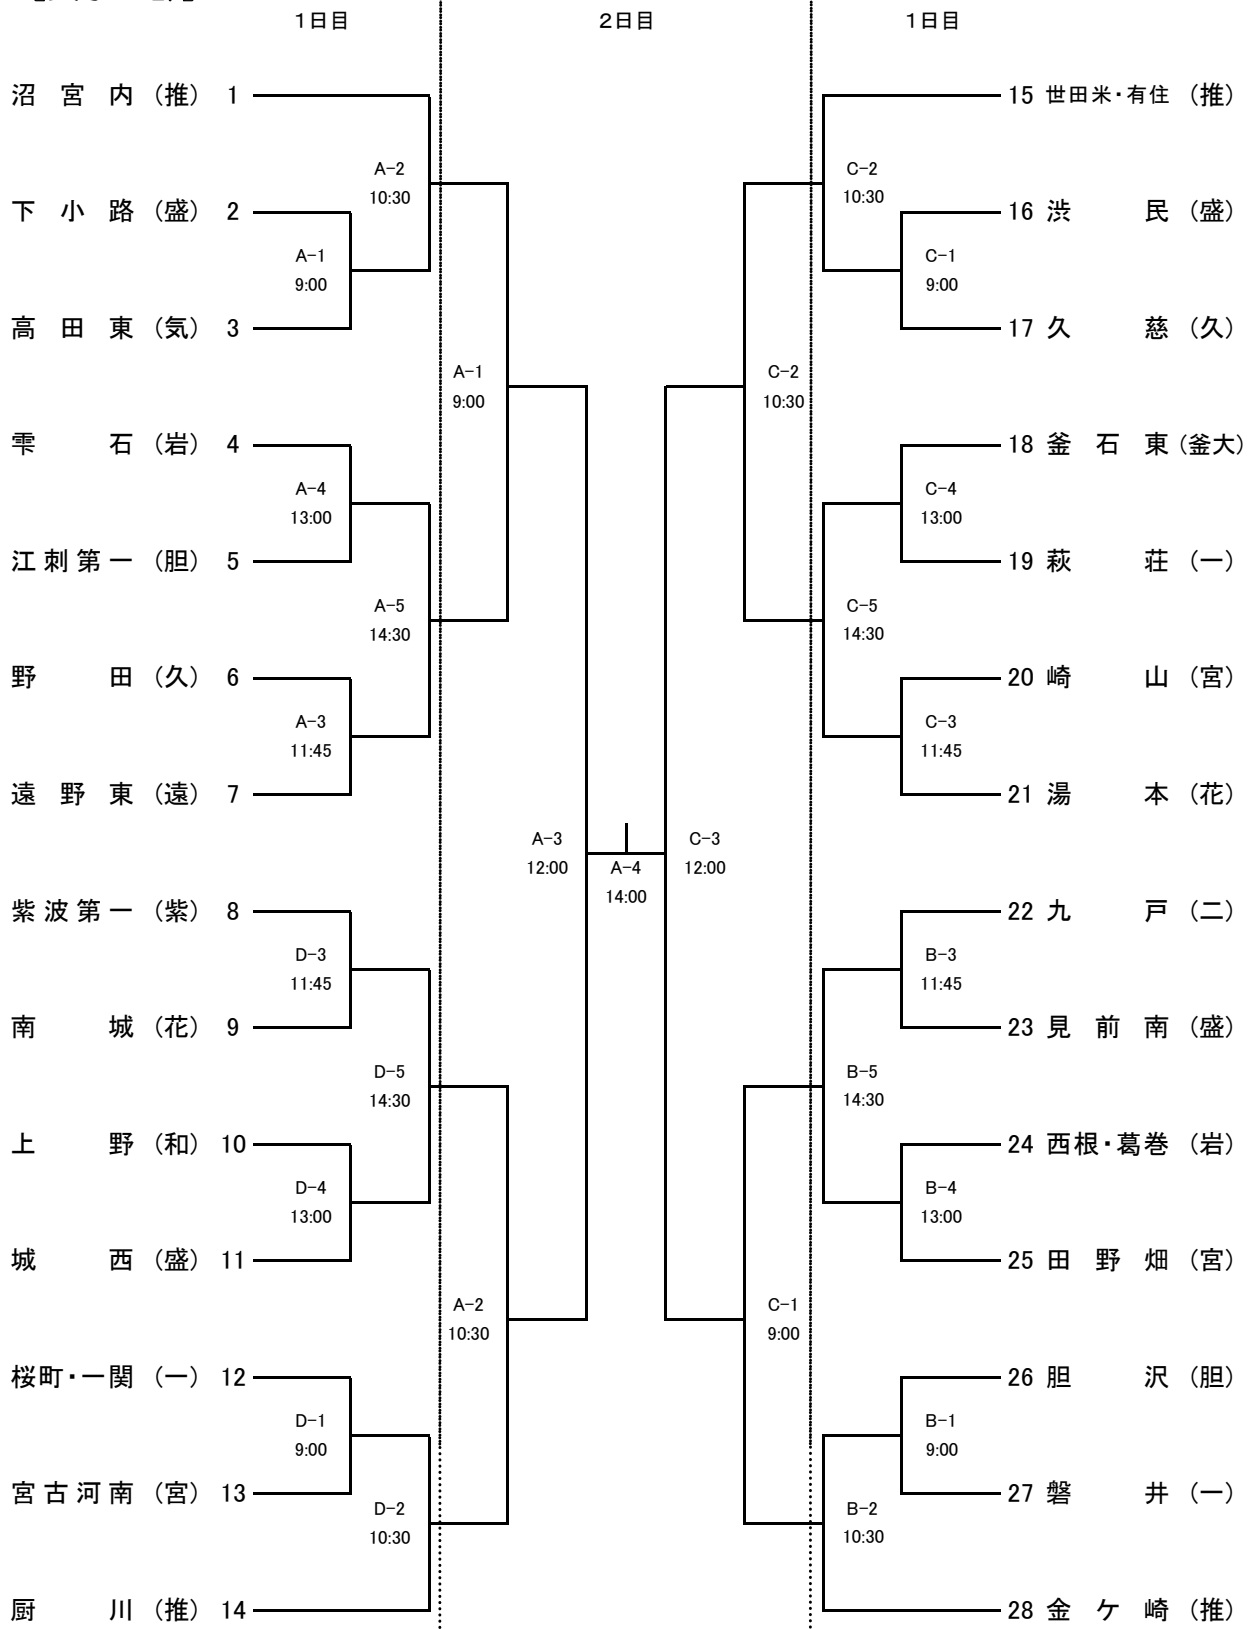 1日目 2日目 1日目
沼宮内（推） 1
15 世田米・有住（推）
A-2
10:30
C-2
10:30
下小路（盛） 2
16 渋民（盛）
A-1
9:00
C-1
9:00
高田東（気） 3
17 久慈（久）
A-1
9:00
C-2
10:30
雫石（岩） 4
18 釜石東（釜大）
A-4
13:00
C-4
13:00
江刺第一（胆） 5
19 萩荘（一）
A-5
14:30
C-5
14:30
野田（久） 6
20 崎山（宮）
A-3
11:45
C-3
11:45
遠野東（遠） 7
21 湯本（花）
A-3
12:00
A-4
14:00
C-3
12:00
紫波第一（紫） 8
22 九戸（二）
D-3
11:45
B-3
11:45
南城（花） 9
23 見前南（盛）
D-5
14:30
B-5
14:30
上野（和） 10
24 西根・葛巻（岩）
D-4
13:00
B-4
13:00
城西（盛） 11
25 田野畑（宮）
A-2
10:30
C-1
9:00
桜町・一関（一） 12
26 胆沢（胆）
D-1
9:00
B-1
9:00
宮古河南（宮） 13
27 磐井（一）
D-2
10:30
B-2
10:30
厨川（推） 14
28 金ケ崎（推）